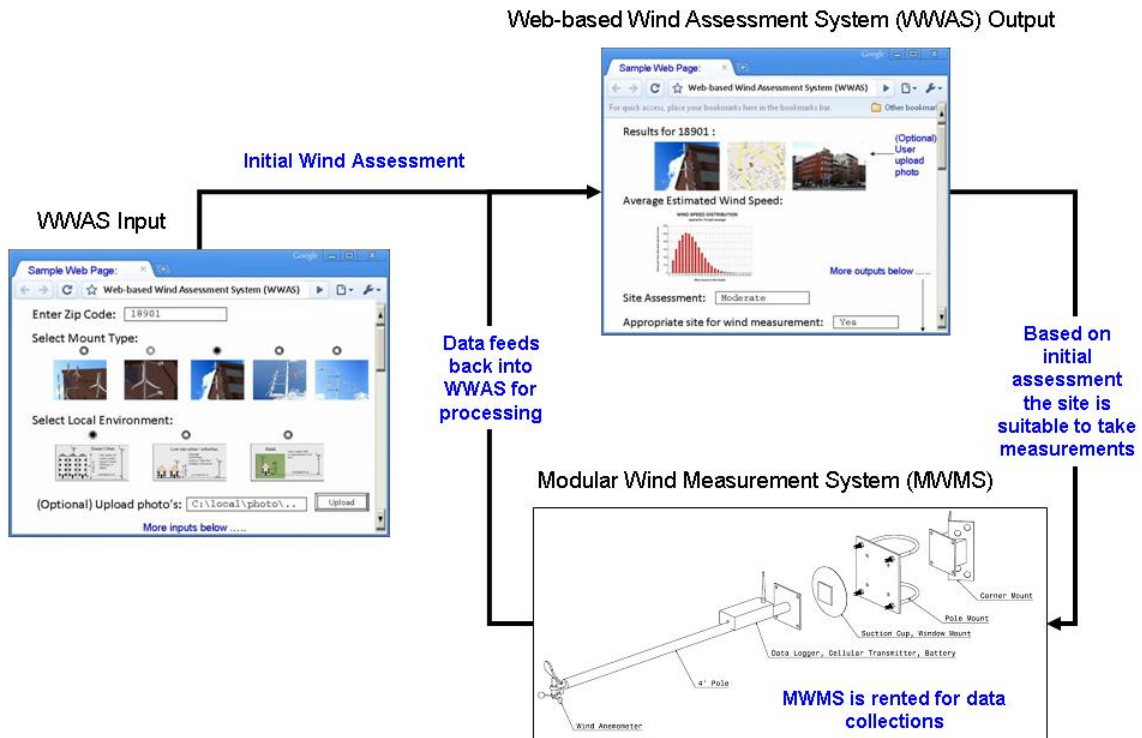 Web-based Wind Assessment System (WWAS) Output
Google
Sample Web Page:
Web-based Wind Assessment System (WWAS)
For quick access, place your bookmarks here in the bookmarks bar.
Other bookmar
Results for 18901 :
(Optional)
User
upload
photo
Average Estimated Wind Speed:
WIND SPEED DISTRIBUTION
More outputs below .....
Site Assessment:
Moderate
Appropriate site for wind measurement:
Yes
Initial Wind Assessment
WWAS Input
Google
Sample Web Page:
Web-based Wind Assessment System (WWAS)
Enter Zip Code:
18901
Select Mount Type:
Select Local Environment:
(Optional) Upload photo's:
C:\local\photo\..
Upload
More inputs below .....
Data feeds
back into
WWAS for
processing
Based on
initial
assessment
the site is
suitable to take
measurements
Modular Wind Measurement System (MWMS)
Corner Mount
Pole Mount
Suction Cup, Window Mount
Data Logger, Cellular Transmitter, Battery
4' Pole
Wind Anemometer
MWMS is rented for data
collections